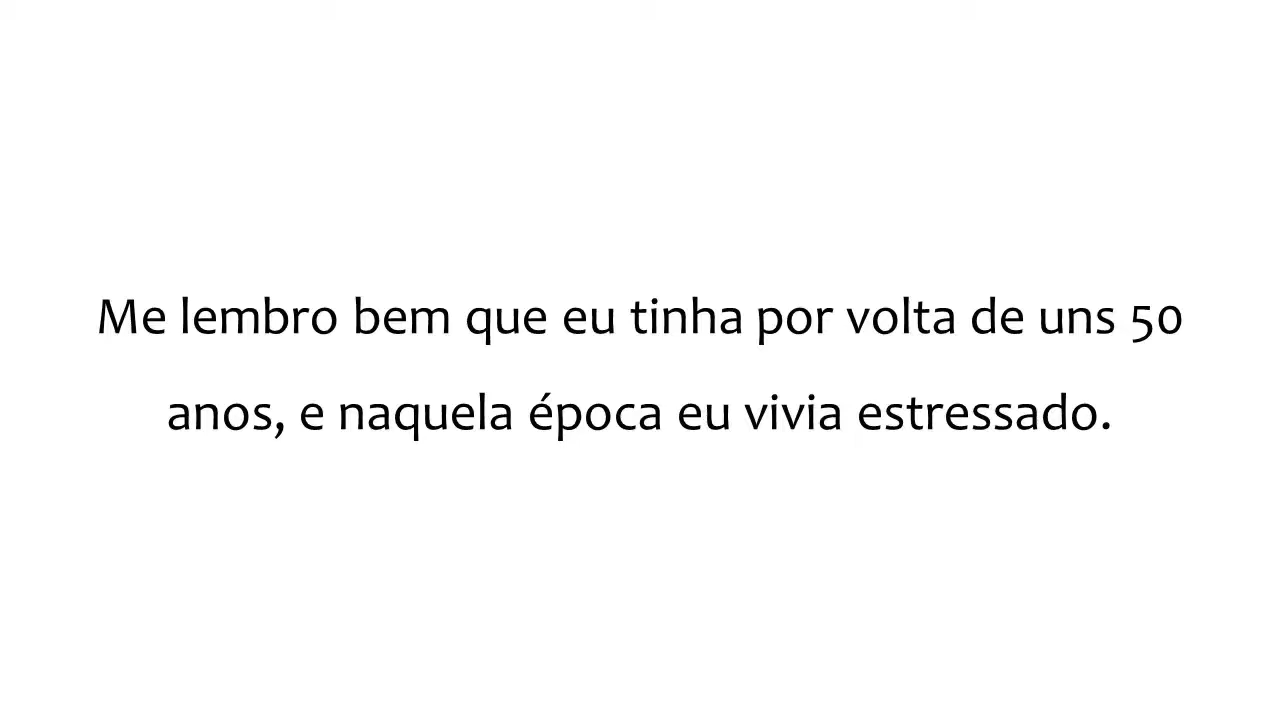 Me lembro bem que eu tinha por volta de uns 50
anos, e naquela época eu vivia estressado.